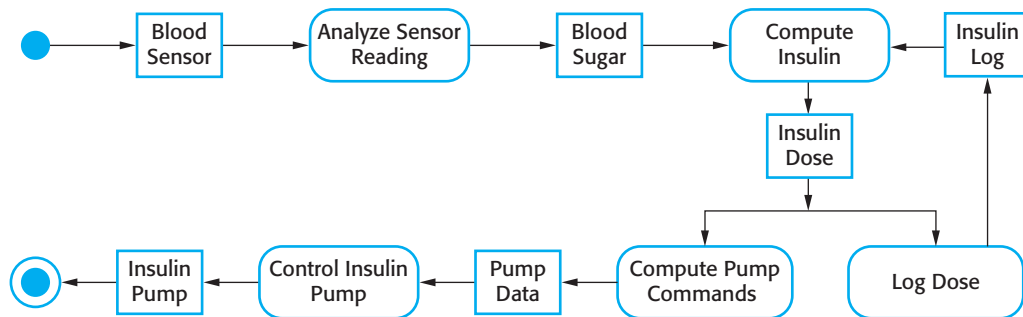 Blood
Sensor
Analyze Sensor
Reading
Blood
Sugar
Compute
Insulin
Insulin
Log
Insulin
Dose
Insulin
Pump
Control Insulin
Pump
Pump
Data
Compute Pump
Commands
Log Dose